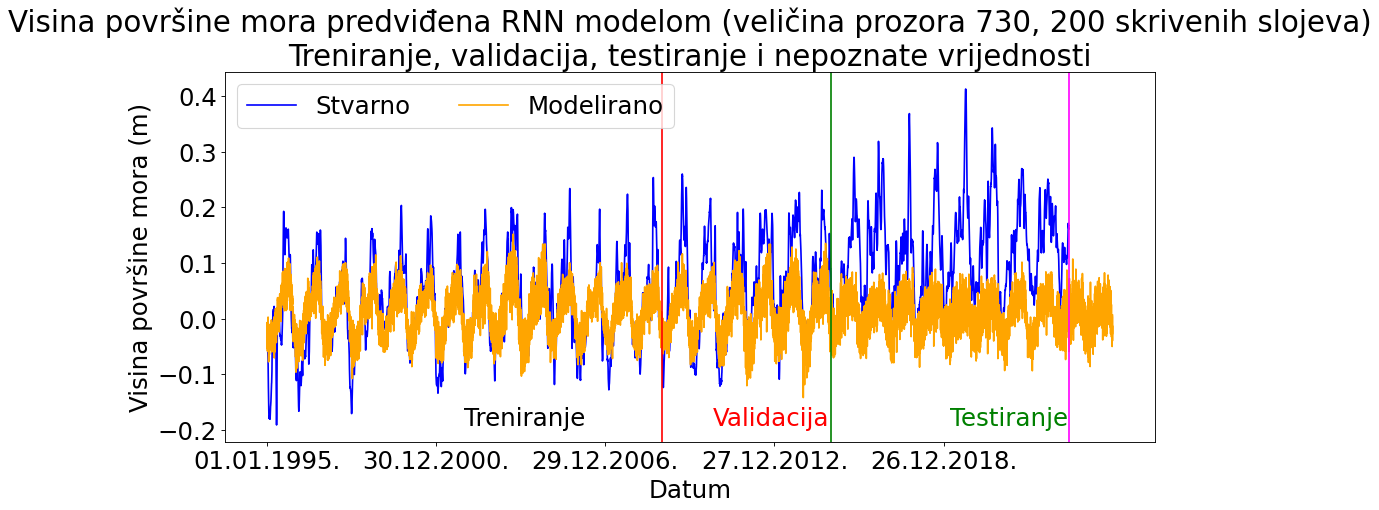 Visina površine mora predviđena RNN modelom (veličina prozora 730, 200 skrivenih slojeva)
Treniranje, validacija, testiranje i nepoznate vrijednosti
Stvarno Modelirano
Visina površine mora (m)
0.4
0.3
0.2
0.1
0.0
−0.1
−0.2
Treniranje Validacija Testiranje
01.01.1995. 30.12.2000. 29.12.2006. 27.12.2012. 26.12.2018.
Datum